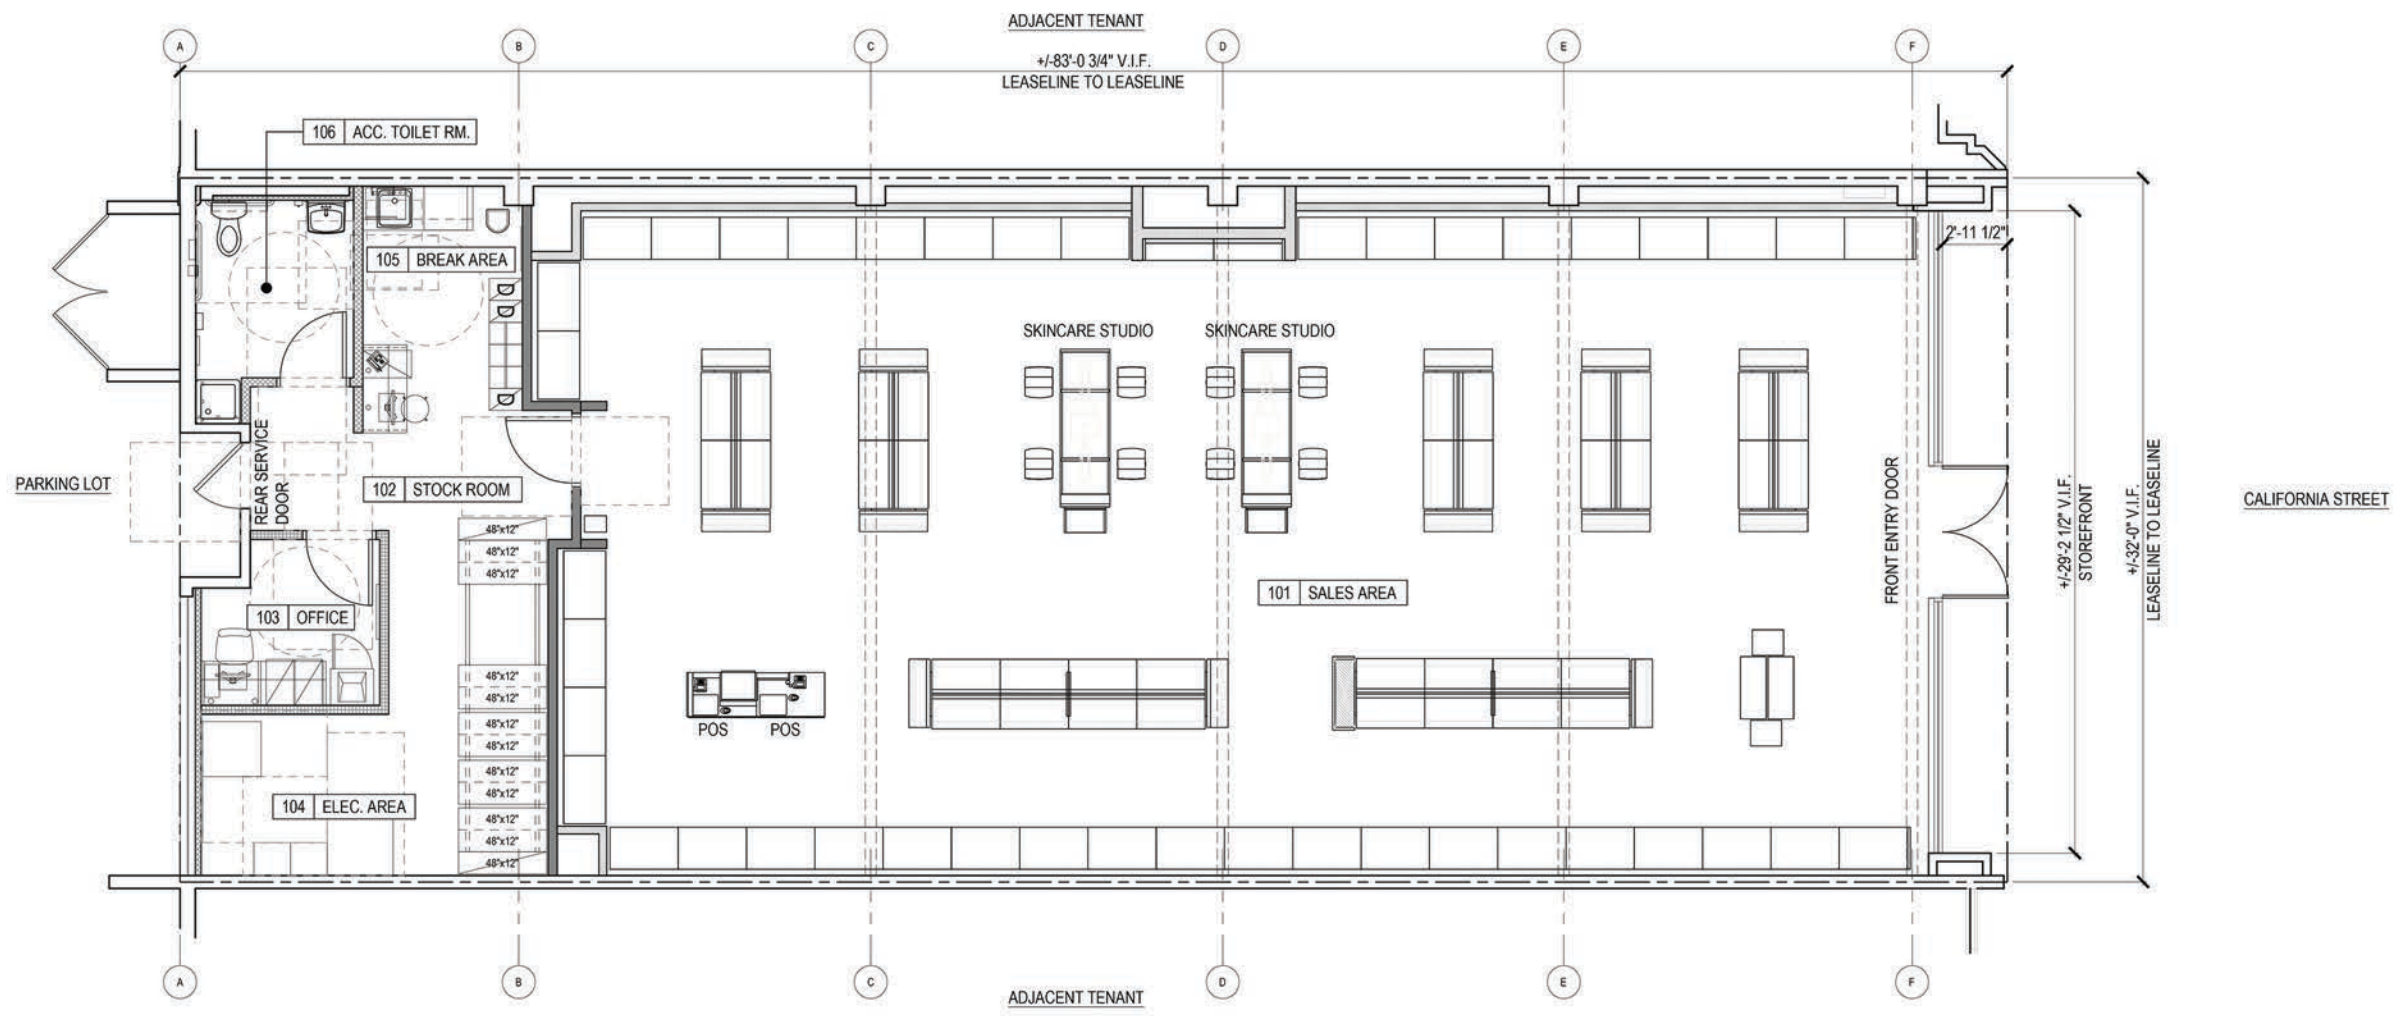 ADJACENT TENANT
A
B
C
D
E
F
+/-83'-0 3/4" V.I.F.
LEASELINE TO LEASELINE
106 ACC. TOILET RM.
2'-11 1/2"
105 BREAK AREA
SKINCARE STUDIO
SKINCARE STUDIO
PARKING LOT
REAR SERVICE
DOOR
102 STOCK ROOM
FRONT ENTRY DOOR
+/-29'-2 1/2" V.I.F.
STOREFRONT
+/-32'-0" V.I.F.
LEASELINE TO LEASELINE
CALIFORNIA STREET
48"x12"
48"x12"
48"x12"
101 SALES AREA
103 OFFICE
48"x12"
48"x12"
48"x12"
48"x12"
48"x12"
48"x12"
48"x12"
48"x12"
48"x12"
POS
POS
104 ELEC. AREA
A
B
C
D
E
F
ADJACENT TENANT